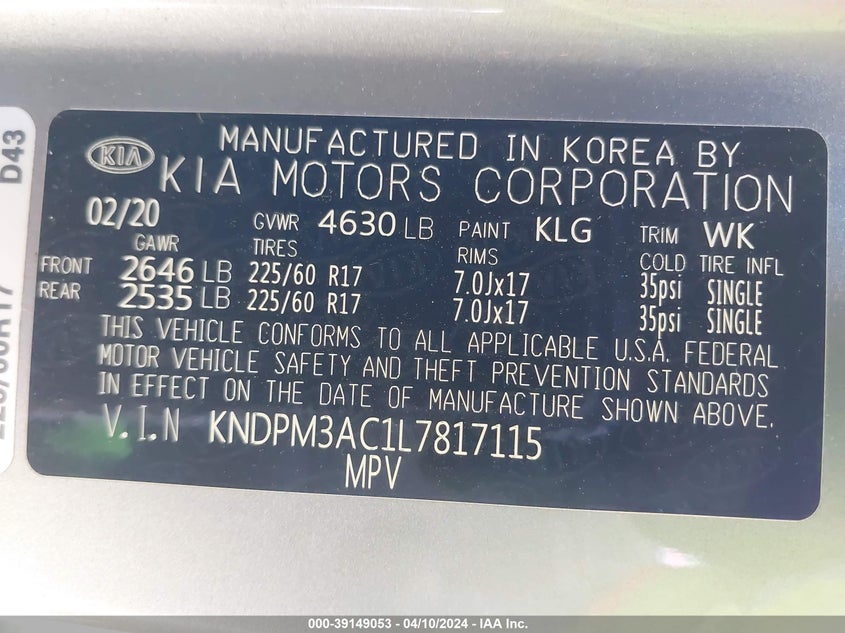 D43
225/60R17
KIA
MANUFACTURED IN KOREA BY
KIA MOTORS CORPORATION
02/20 GVWR 4630 LB PAINT KLG TRIM WK
GAWR TIRES RIMS COLD TIRE INFL
FRONT 2646 LB 225/60 R17 7.0Jx17 35psi SINGLE
REAR 2535 LB 225/60 R17 7.0Jx17 35psi SINGLE
THIS VEHICLE CONFORMS TO ALL APPLICABLE U.S.A. FEDERAL
MOTOR VEHICLE SAFETY AND THEFT PREVENTION STANDARDS
IN EFFECT ON THE DATE OF MANUFACTURE SHOWN ABOVE.
V.I.N KNDPM3AC1L7817115
MPV
000-39149053 - 04/10/2024 - IAA Inc.